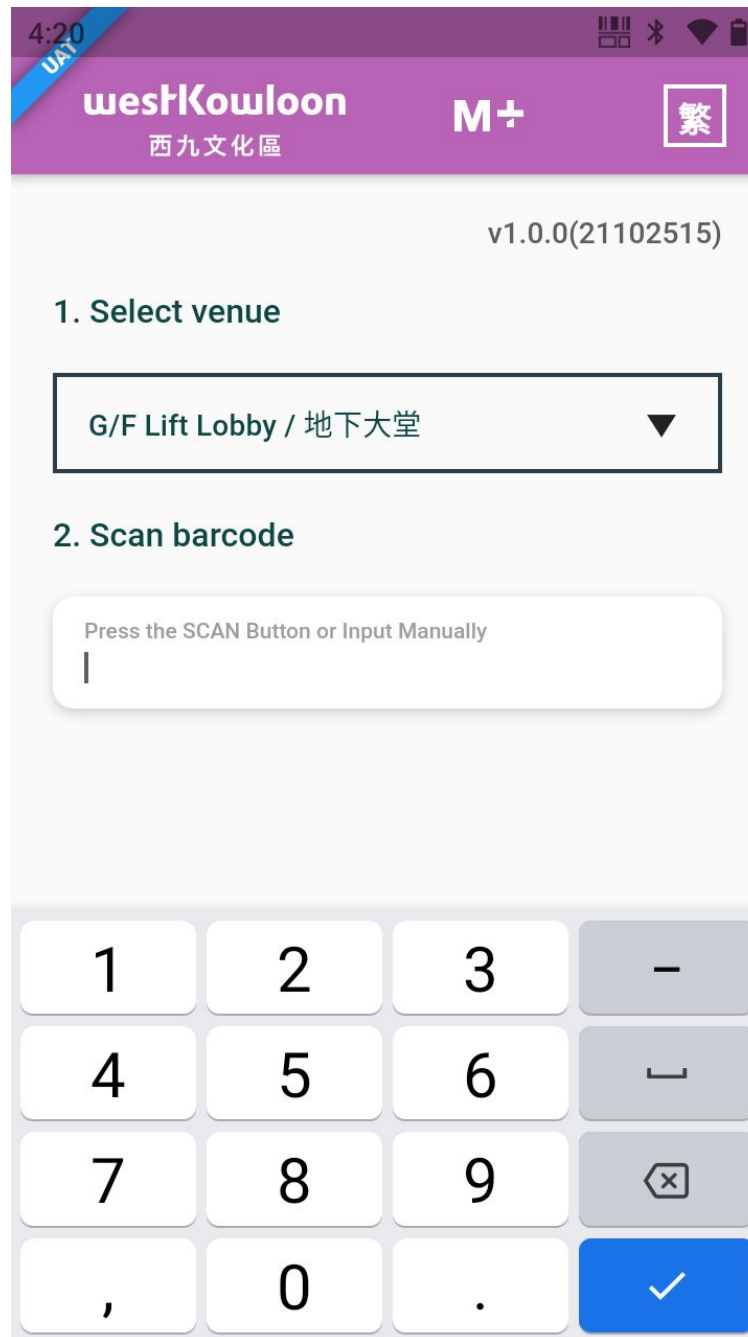 4:20
UAT
westKowloon
西九文化區
M+
繁
v1.0.0(21102515)
1. Select venue
G/F Lift Lobby / 地下大堂
2. Scan barcode
Press the SCAN Button or Input Manually
1 2 3 -
4 5 6
7 8 9
, 0 .